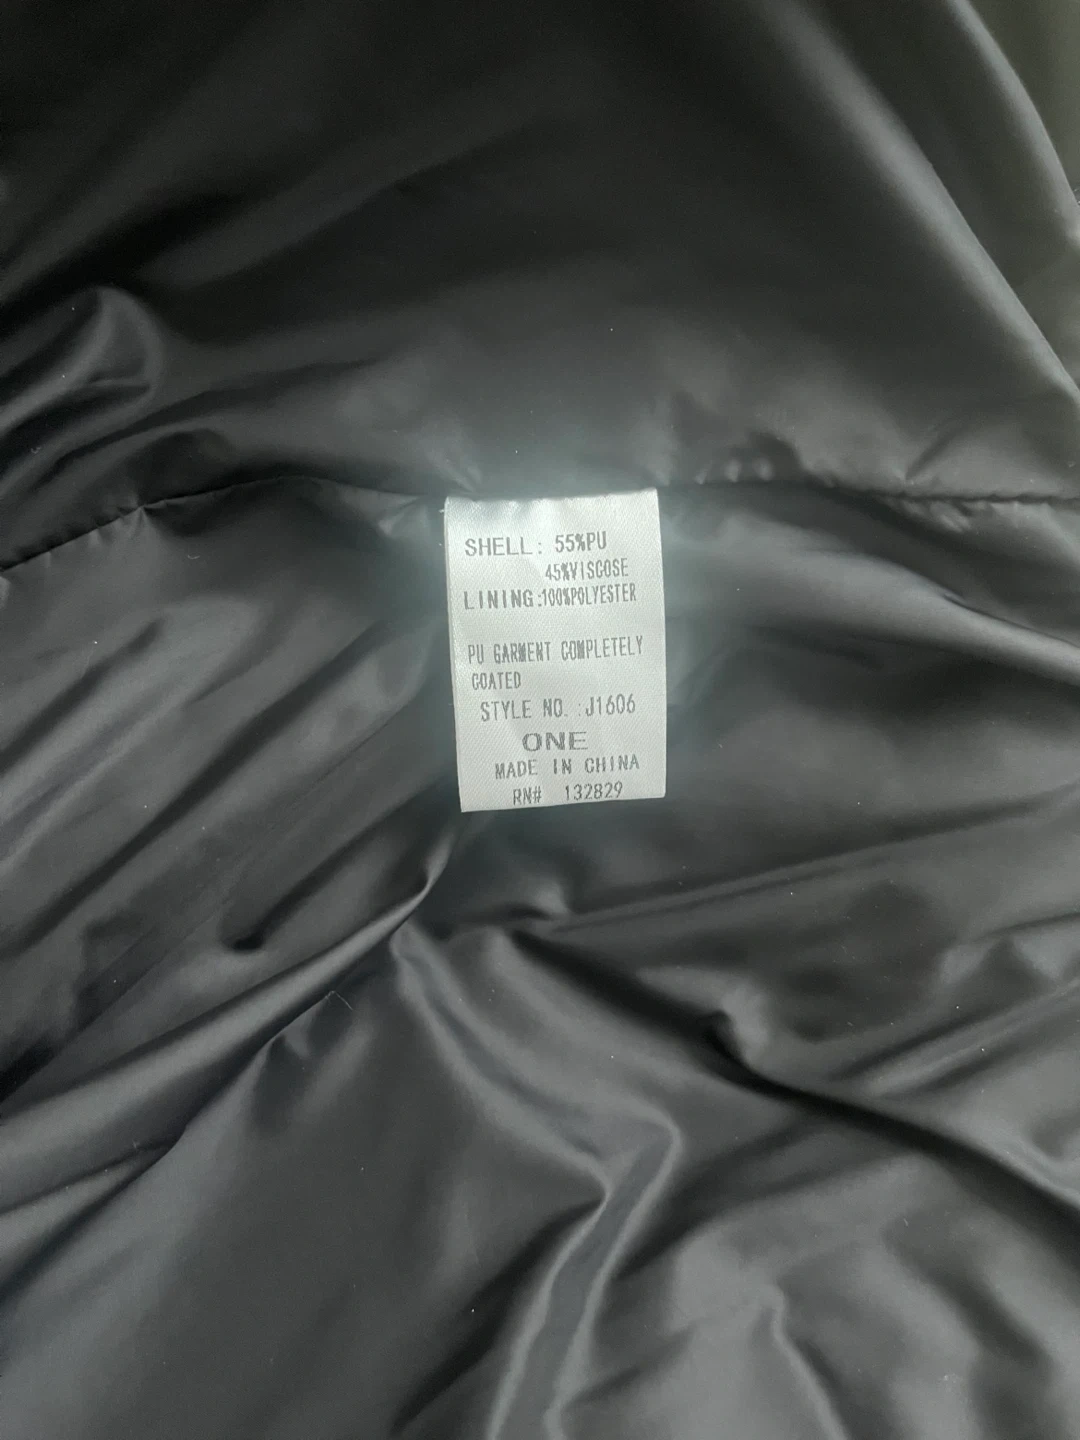 SHELL: 55%PU
45%VISCOSE
LINING:100%POLYESTER
PU GARMENT COMPLETELY
COATED
STYLE NO. :J1606
ONE
MADE IN CHINA
RN# 132829